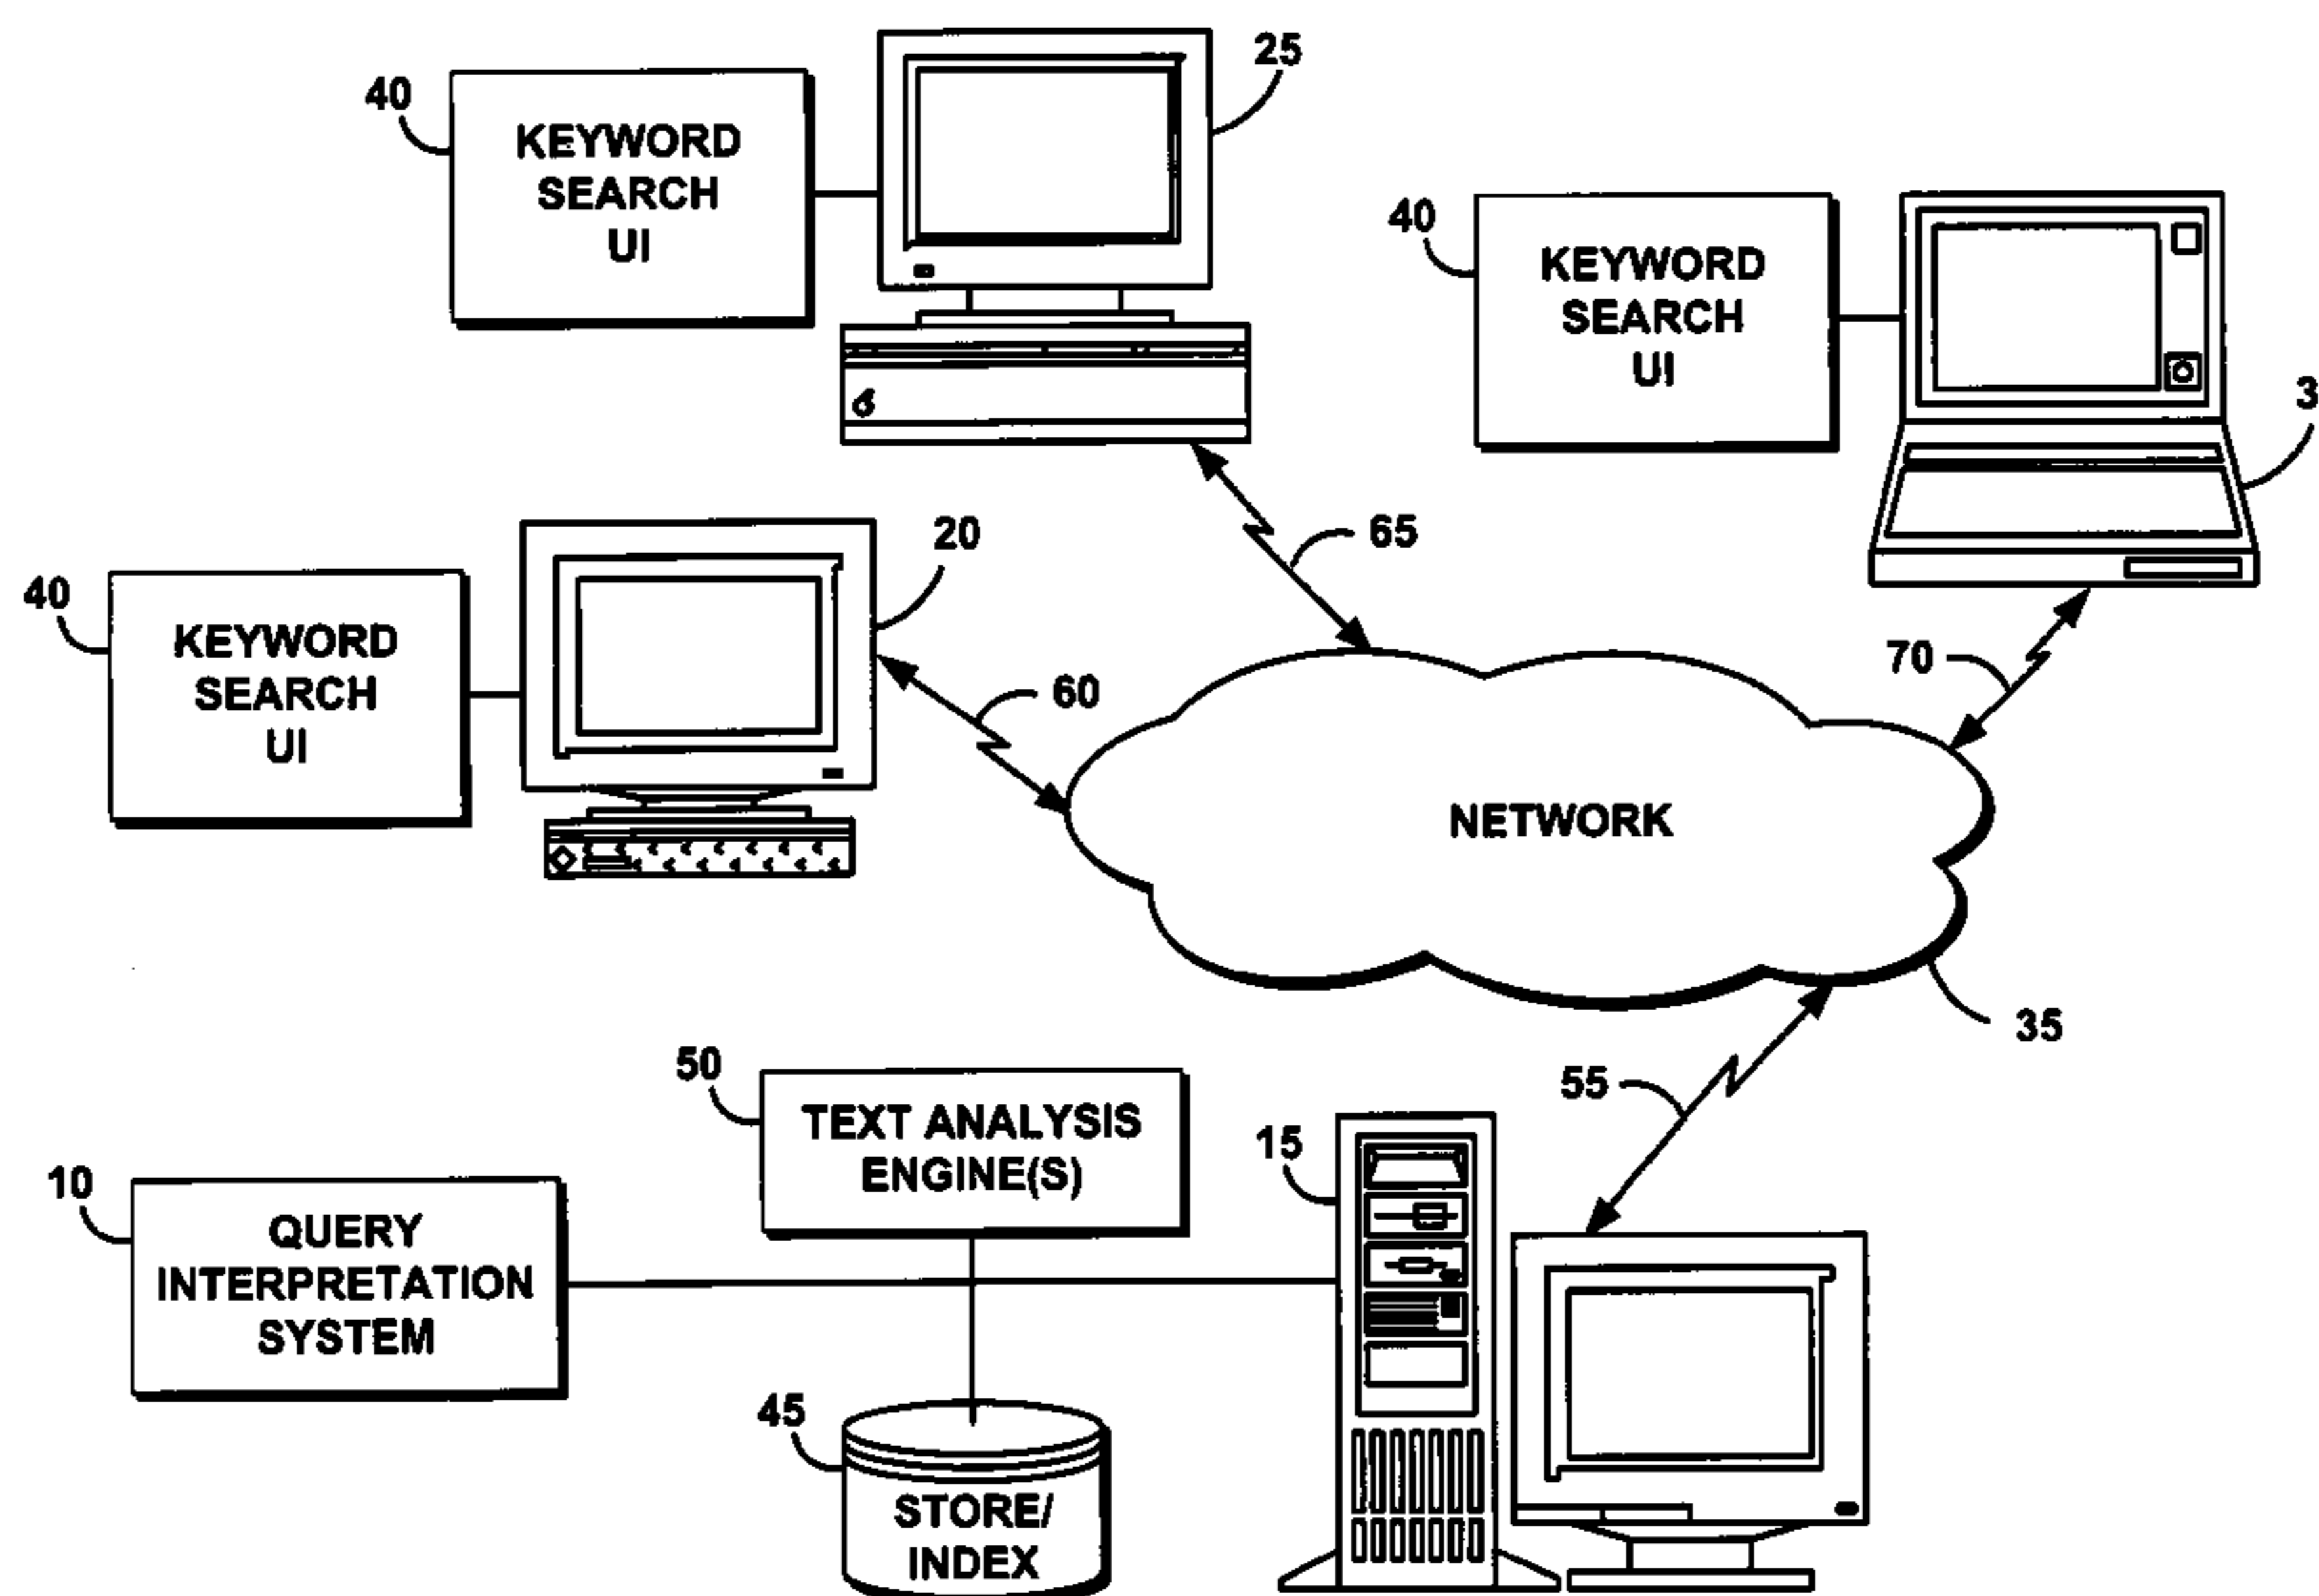 25
40
KEYWORD
SEARCH
UI
40
KEYWORD
SEARCH
UI
3
6
20
65
40
KEYWORD
SEARCH
UI
60
70
NETWORK
35
50
TEXT ANALYSIS
ENGINE(S)
55
15
10
QUERY
INTERPRETATION
SYSTEM
45
STORE/
INDEX